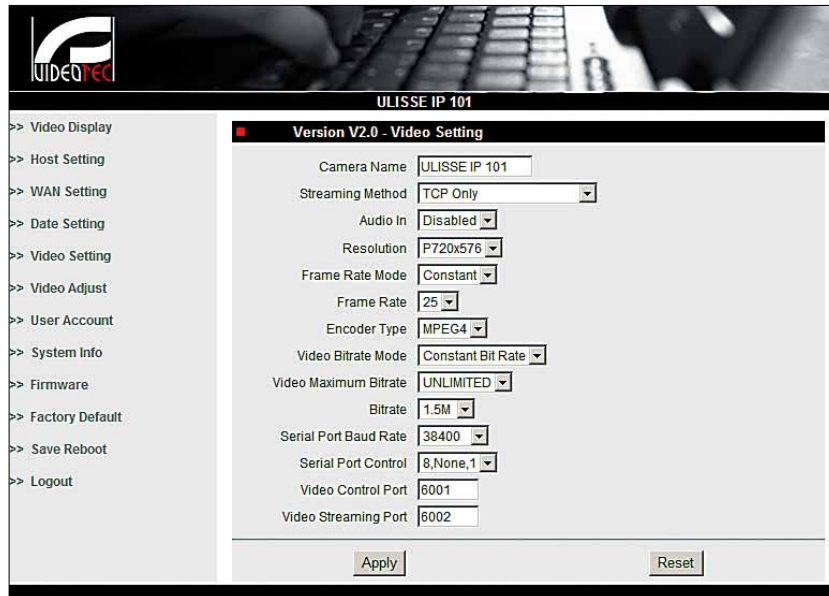 VIDEOTEC
ULISSE IP 101
>> Video Display
>> Host Setting
>> WAN Setting
>> Date Setting
>> Video Setting
>> Video Adjust
>> User Account
>> System Info
>> Firmware
>> Factory Default
>> Save Reboot
>> Logout
Version V2.0 - Video Setting
Camera Name ULISSE IP 101
Streaming Method TCP Only
Audio In Disabled
Resolution P720x576
Frame Rate Mode Constant
Frame Rate 25
Encoder Type MPEG4
Video Bitrate Mode Constant Bit Rate
Video Maximum Bitrate UNLIMITED
Bitrate 1.5M
Serial Port Baud Rate 38400
Serial Port Control 8,None,1
Video Control Port 6001
Video Streaming Port 6002
Apply Reset